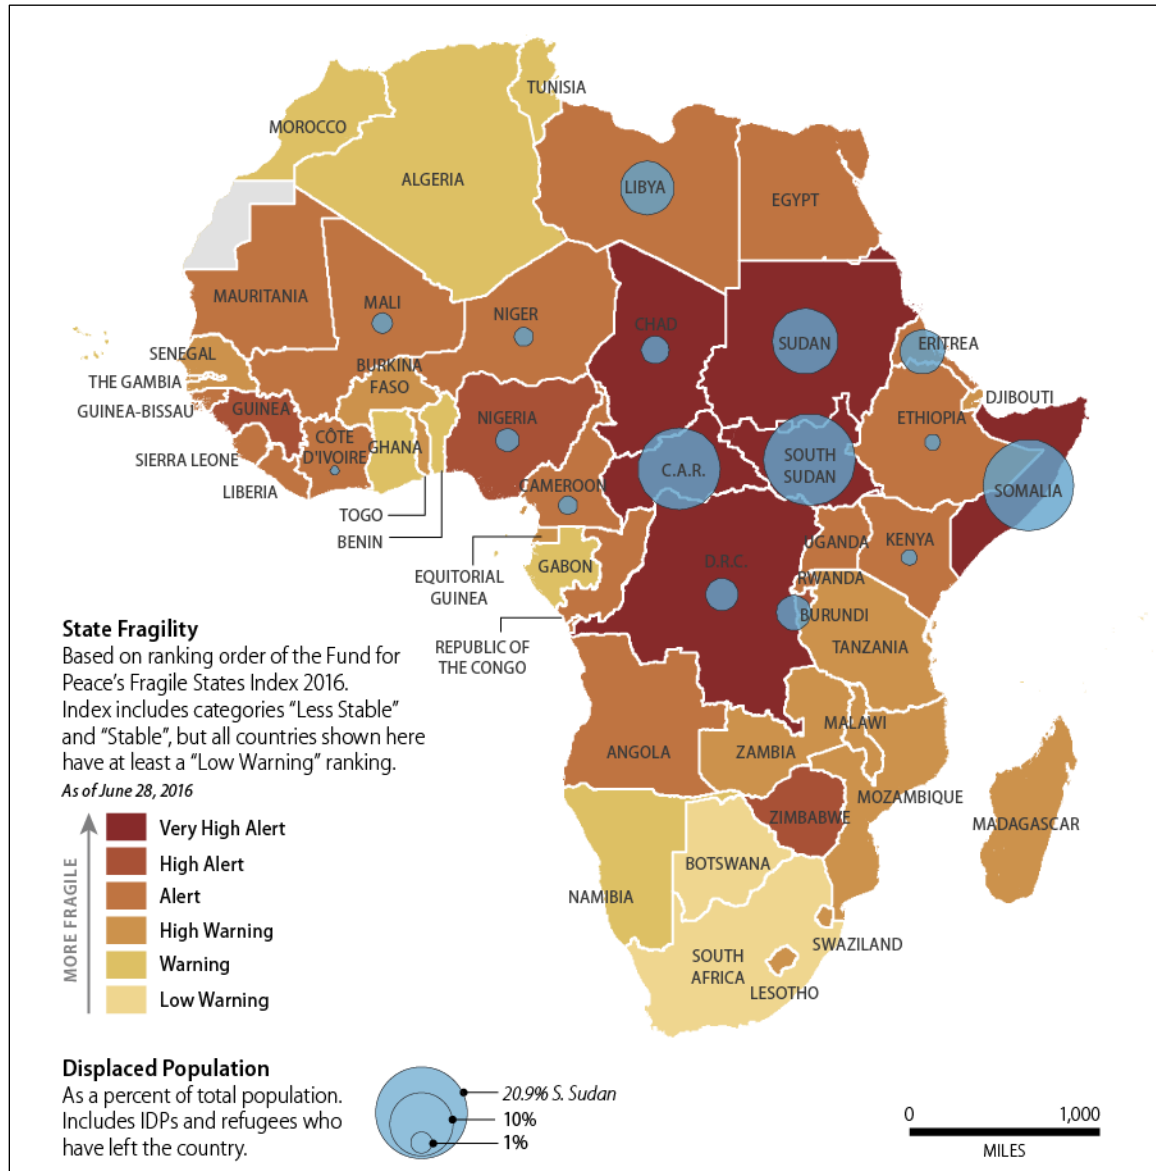 TUNISIA
MOROCCO
ALGERIA
LIBYA
EGYPT
MAURITANIA
MALI
NIGER
CHAD
SUDAN
ERITREA
SENEGAL
THE GAMBIA
GUINEA-BISSAU
GUINEA
BURKINA
FASO
NIGERIA
DJIBOUTI
ETHIOPIA
CÔTE
D'IVOIRE
GHANA
SIERRA LEONE
LIBERIA
TOGO
BENIN
CAMEROON
C.A.R.
SOUTH
SUDAN
SOMALIA
EQUITORIAL
GUINEA
GABON
REPUBLIC OF
THE CONGO
D.R.C.
UGANDA
KENYA
RWANDA
BURUNDI
TANZANIA
ANGOLA
ZAMBIA
MALAWI
MOZAMBIQUE
ZIMBABWE
MADAGASCAR
NAMIBIA
BOTSWANA
SWAZILAND
SOUTH
AFRICA
LESOTHO
State Fragility
Based on ranking order of the Fund for
Peace's Fragile States Index 2016.
Index includes categories “Less Stable”
and “Stable”, but all countries shown here
have at least a “Low Warning” ranking.
As of June 28, 2016
MORE FRAGILE
Very High Alert
High Alert
Alert
High Warning
Warning
Low Warning
Displaced Population
As a percent of total population.
Includes IDPs and refugees who
have left the country.
20.9% S. Sudan
10%
1%
0 1,000
MILES